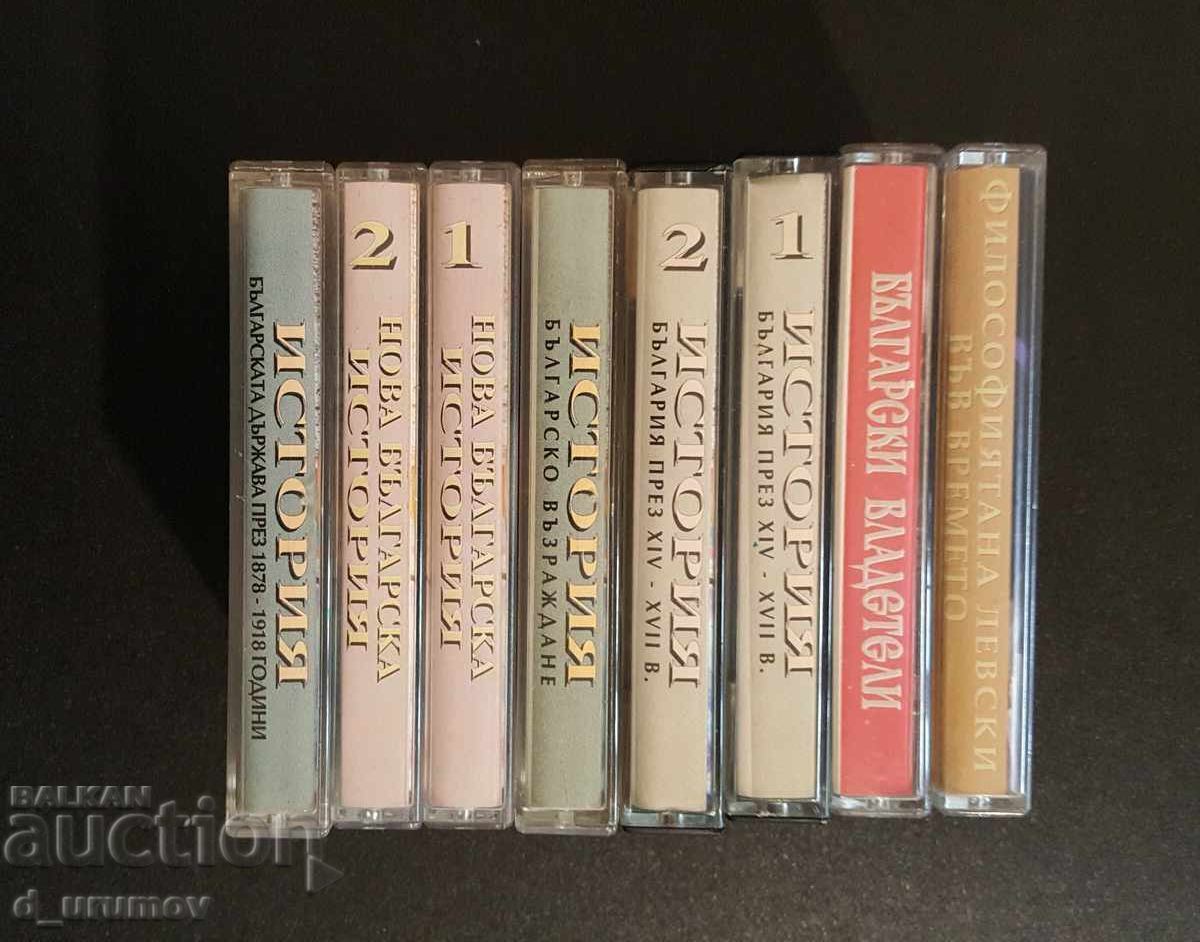 ИСТОРИЯ
БЪЛГАРСКАТА ДЪРЖАВА ПРЕЗ 1878 - 1918 ГОДИНИ
2
НОВА БЪЛГАРСКА
ИСТОРИЯ
1
НОВА БЪЛГАРСКА
ИСТОРИЯ
ИСТОРИЯ
БЪЛГАРСКО ВЪЗРАЖДАНЕ
2
ИСТОРИЯ
БЪЛГАРИЯ ПРЕЗ XIV - XVII В.
1
ИСТОРИЯ
БЪЛГАРИЯ ПРЕЗ XIV - XVII В.
БЪЛГАРСКИ ВЛАДЕТЕЛИ
ФИЛОСОФИЯТА НА ЛЕВСКИ
ВЪВ ВРЕМЕТО
BALKAN
auction
d_urumov